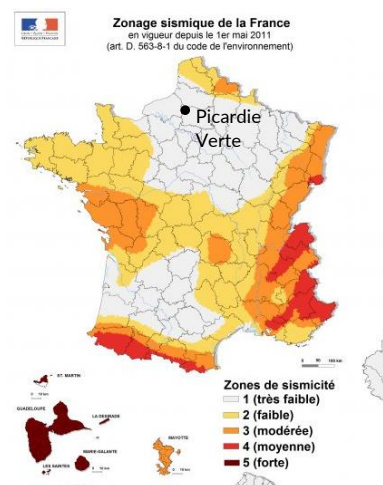 Zonage sismique de la France
en vigueur depuis le 1er mai 2011
(art. D. 563-8-1 du code de l'environnement)
RÉPUBLIQUE FRANÇAISE
Picardie
Verte
Zones de sismicité
1 (très faible)
2 (faible)
3 (modérée)
4 (moyenne)
5 (forte)
ST. MARTIN
GUADELOUPE
LA DESIRADE
MARIE-GALANTE
LES SAINTES
MAYOTTE